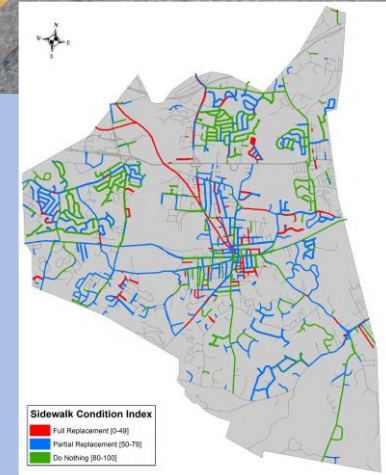 N
W E
S
Sidewalk Condition Index
Full Replacement [0-49]
Partial Replacement [50-79]
Do Nothing [80-100]